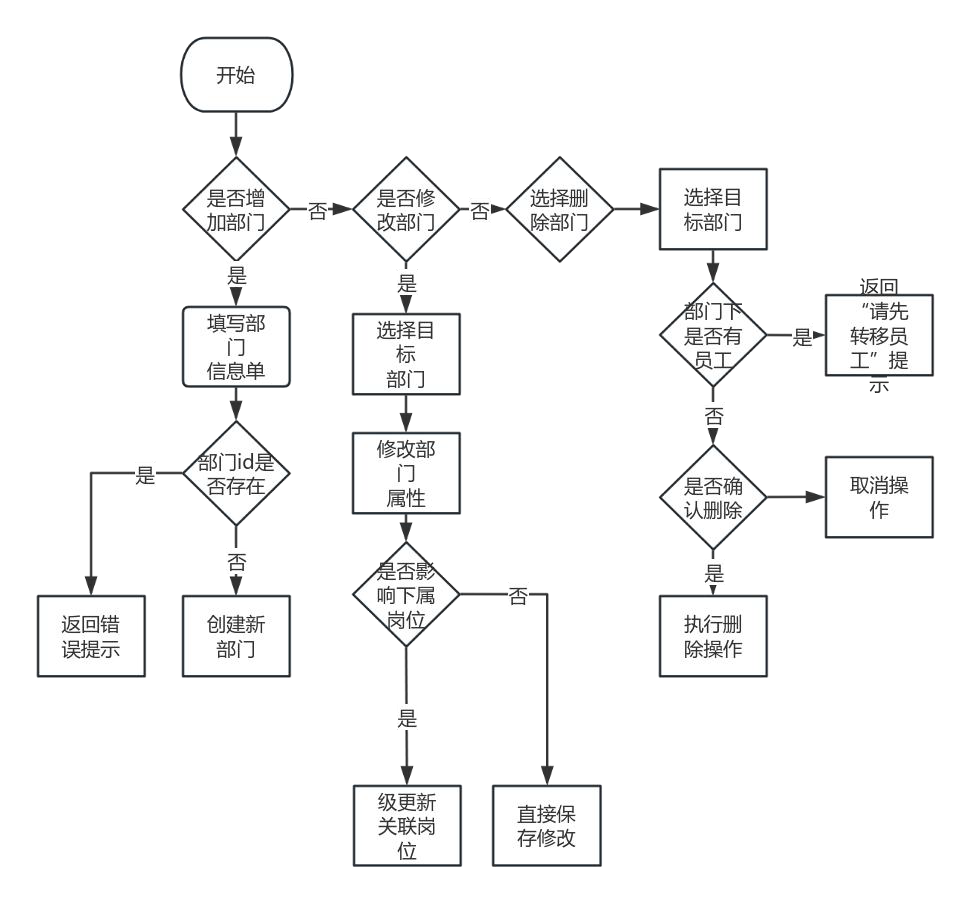 开始
是否增
加部门
否
是否修
改部门
否
选择删
除部门
选择目
标部门
是
填写部
门
信息单
部门id是
否存在
是
返回错
误提示
否
创建新
部门
是
选择目
标
部门
修改部
门
属性
是否影
响下属
岗位
否
是
级更新
关联岗
位
直接保
存修改
部门下
是否有
员工
是
返回
“请先
转移员
工”提
示
否
是否确
认删除
取消操
作
是
执行删
除操作